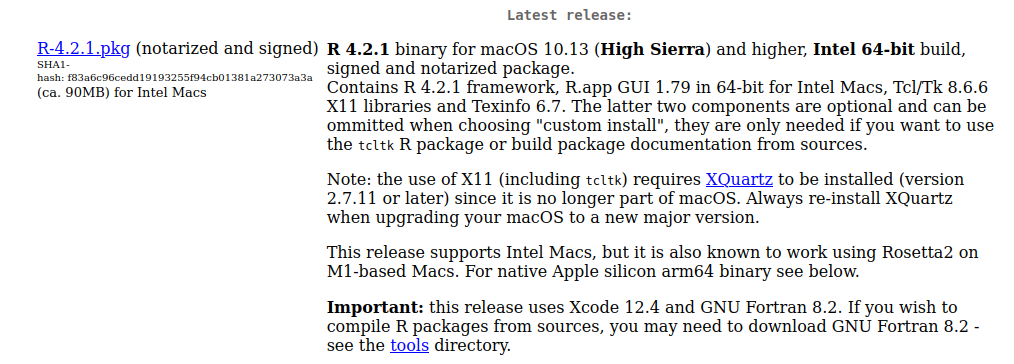 Latest release:
R-4.2.1.pkg (notarized and signed)
SHA1-
hash: f83a6c96cedd19193255f94cb01381a273073a3a
(ca. 90MB) for Intel Macs
R 4.2.1 binary for macOS 10.13 (High Sierra) and higher, Intel 64-bit build,
signed and notarized package.
Contains R 4.2.1 framework, R.app GUI 1.79 in 64-bit for Intel Macs, Tcl/Tk 8.6.6
X11 libraries and Texinfo 6.7. The latter two components are optional and can be
ommitted when choosing "custom install", they are only needed if you want to use
the tcltk R package or build package documentation from sources.
Note: the use of X11 (including tcltk) requires XQuartz to be installed (version
2.7.11 or later) since it is no longer part of macOS. Always re-install XQuartz
when upgrading your macOS to a new major version.
This release supports Intel Macs, but it is also known to work using Rosetta2 on
M1-based Macs. For native Apple silicon arm64 binary see below.
Important: this release uses Xcode 12.4 and GNU Fortran 8.2. If you wish to
compile R packages from sources, you may need to download GNU Fortran 8.2 -
see the tools directory.